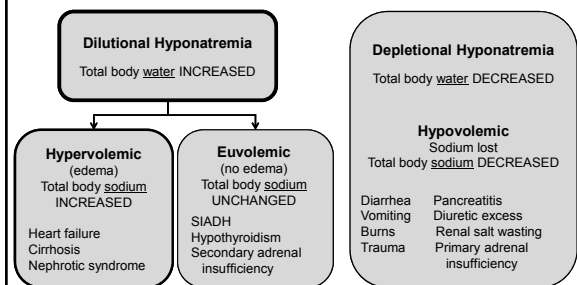 Dilutional Hyponatremia
Total body water INCREASED
Hypervolemic
(edema)
Total body sodium
INCREASED
Heart failure
Cirrhosis
Nephrotic syndrome
Euvolemic
(no edema)
Total body sodium
UNCHANGED
SIADH
Hypothyroidism
Secondary adrenal
insufficiency
Depletional Hyponatremia
Total body water DECREASED
Hypovolemic
Sodium lost
Total body sodium DECREASED
Diarrhea Pancreatitis
Vomiting Diuretic excess
Burns Renal salt wasting
Trauma Primary adrenal
insufficiency